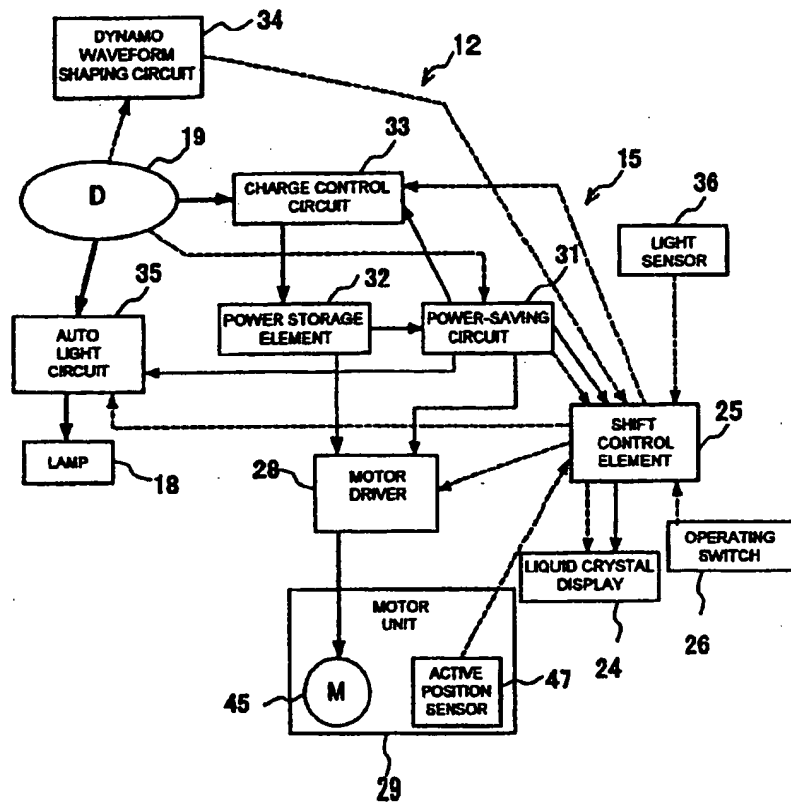 34
DYNAMO
WAVEFORM
SHAPING CIRCUIT
12
19
D
33
CHARGE CONTROL
CIRCUIT
15
36
LIGHT
SENSOR
35
AUTO
LIGHT
CIRCUIT
32
POWER STORAGE
ELEMENT
31
POWER-SAVING
CIRCUIT
SHIFT
CONTROL
ELEMENT
25
LAMP
18
28
MOTOR
DRIVER
LIQUID CRYSTAL
DISPLAY
24
OPERATING
SWITCH
26
MOTOR
UNIT
45
M
ACTIVE
POSITION
SENSOR
47
29